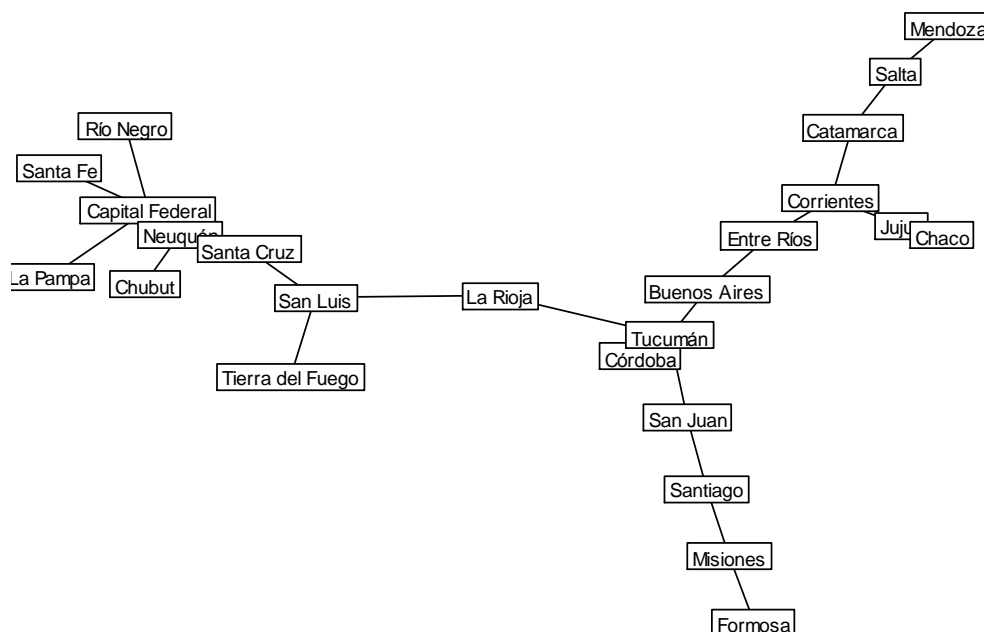 Mendoza
Salta
Río Negro
Catamarca
Santa Fe
Corrientes
Capital Federal
Juju
Chaco
Neuquén
Entre Ríos
Santa Cruz
La Pampa
Chubut
Buenos Aires
San Luis
La Rioja
Tucumán
Córdoba
Tierra del Fuego
San Juan
Santiago
Misiones
Formosa